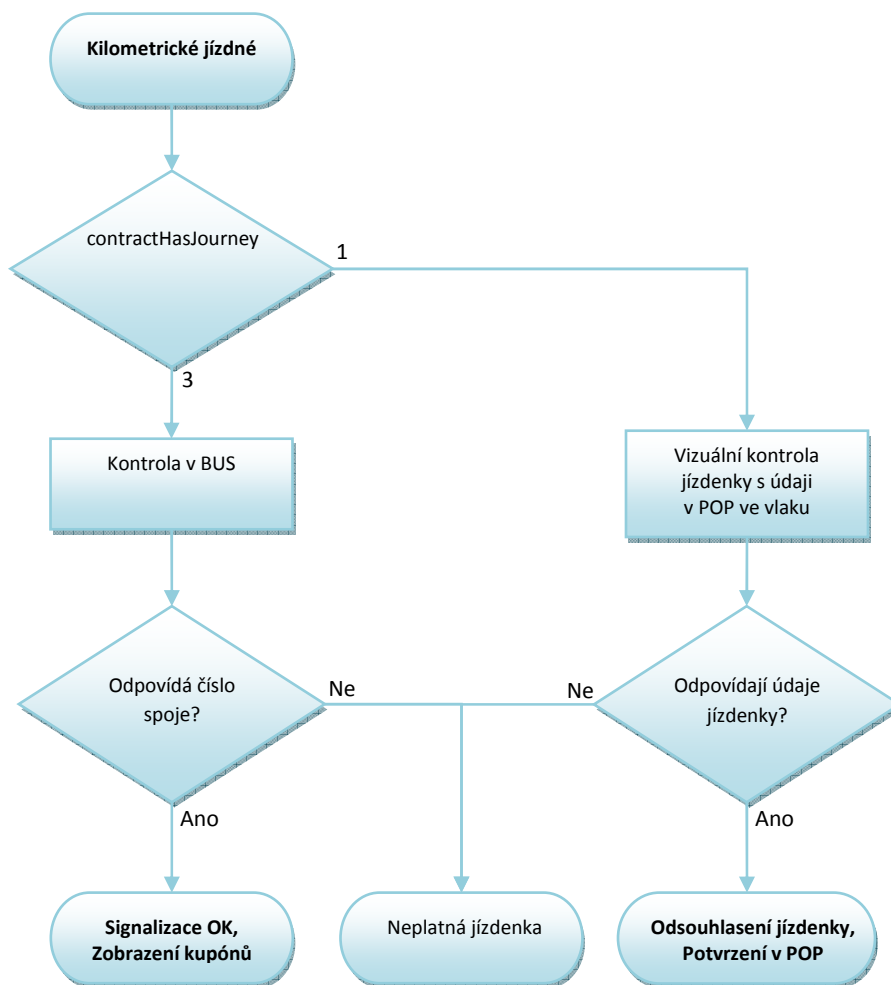 Kilometrické jízdné
contractHasJourney
1
3
Kontrola v BUS
Vizuální kontrola
jízdenky s údaji
v POP ve vlaku
Odpovídá číslo
spoje?
Ne
Ne
Odpovídají údaje
jízdenky?
Ano
Ano
Signalizace OK,
Zobrazení kupónů
Neplatná jízdenka
Odsouhlasení jízdenky,
Potvrzení v POP